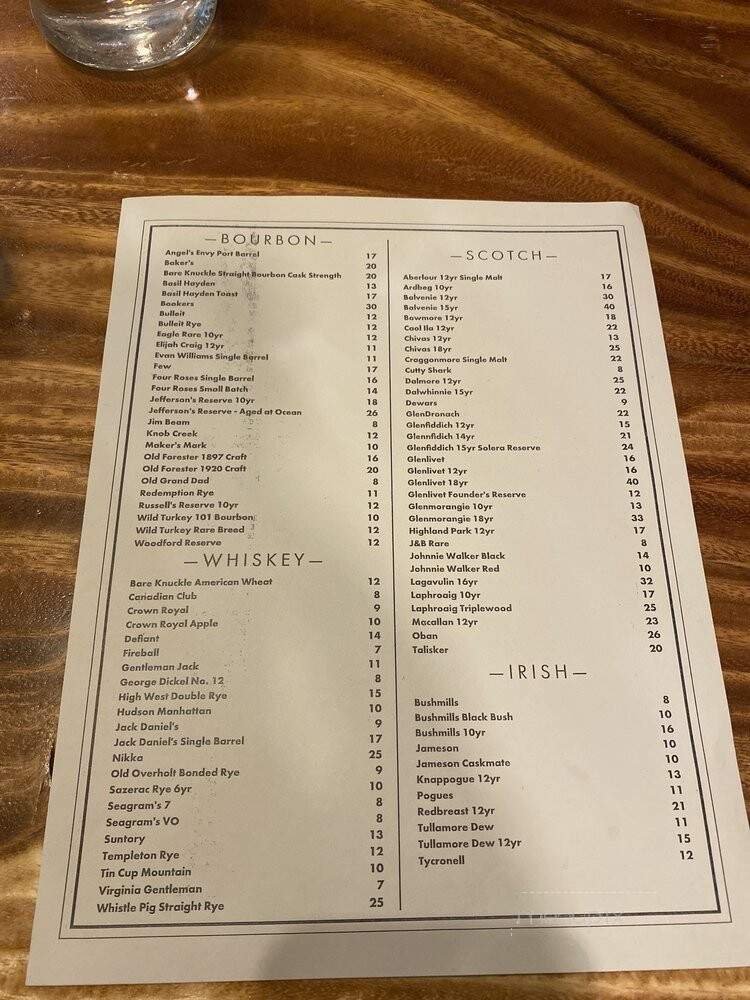 —BOURBON—
Angel's Envy Port Barrel 17
Baker's 20
Bare Knuckle Straight Bourbon Cask Strength 20
Basil Hayden 13
Basil Hayden Toast 17
Bookers 30
Bulleit 12
Bulleit Rye 12
Eagle Rare 10yr 12
Elijah Craig 12yr 11
Evan Williams Single Barrel 11
Few 17
Four Roses Single Barrel 16
Four Roses Small Batch 14
Jefferson's Reserve 10yr 18
Jefferson's Reserve - Aged at Ocean 26
Jim Beam 8
Knob Creek 12
Maker's Mark 10
Old Forester 1897 Craft 16
Old Forester 1920 Craft 20
Old Grand Dad 8
Redemption Rye 11
Russell's Reserve 10yr 12
Wild Turkey 101 Bourbon 10
Wild Turkey Rare Breed 12
Woodford Reserve 12
—WHISKEY—
Bare Knuckle American Wheat 12
Canadian Club 8
Crown Royal 9
Crown Royal Apple 10
Defiant 14
Fireball 7
Gentleman Jack 11
George Dickel No. 12 8
High West Double Rye 15
Hudson Manhattan 10
Jack Daniel's 9
Jack Daniel's Single Barrel 17
Nikka 25
Old Overholt Bonded Rye 9
Sazerac Rye 6yr 10
Seagram's 7 8
Seagram's VO 8
Suntory 13
Templeton Rye 12
Tin Cup Mountain 10
Virginia Gentleman 7
Whistle Pig Straight Rye 25
—SCOTCH—
Aberlour 12yr Single Malt 17
Ardbeg 10yr 16
Balvenie 12yr 30
Balvenie 15yr 40
Bowmore 12yr 18
Caol Ila 12yr 22
Chivas 12yr 13
Chivas 18yr 25
Craggonmore Single Malt 22
Cutty Shark 8
Dalmore 12yr 25
Dalwhinnie 15yr 22
Dewars 9
GlenDronach 22
Glenfiddich 12yr 15
Glennfidich 14yr 21
Glenfiddich 15yr Solera Reserve 24
Glenlivet 16
Glenlivet 12yr 16
Glenlivet 18yr 40
Glenlivet Founder's Reserve 12
Glenmorangie 10yr 13
Glenmorangie 18yr 33
Highland Park 12yr 17
J&B Rare 8
Johnnie Walker Black 14
Johnnie Walker Red 10
Lagavulin 16yr 32
Laphroaig 10yr 17
Laphroaig Triplewood 25
Macallan 12yr 23
Oban 26
Talisker 20
—IRISH—
Bushmills 8
Bushmills Black Bush 10
Bushmills 10yr 16
Jameson 10
Jameson Caskmate 10
Knappogue 12yr 13
Pogues 11
Redbreast 12yr 21
Tullamore Dew 11
Tullamore Dew 12yr 15
Tycronell 12